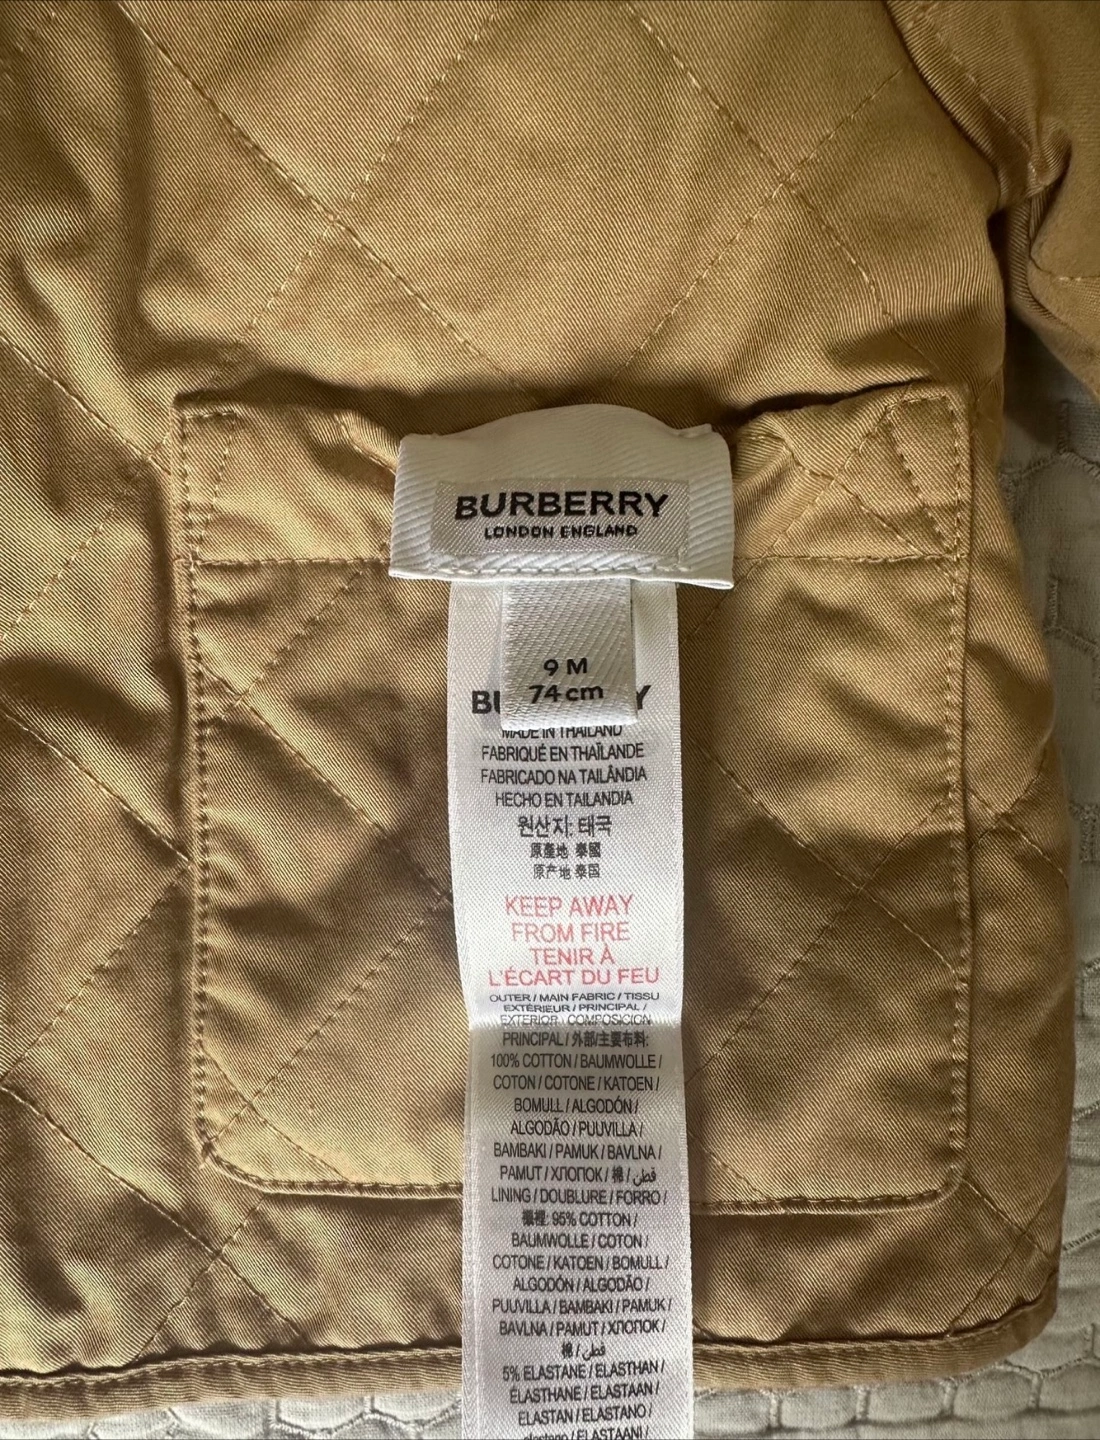 BURBERRY
LONDON ENGLAND
9 M
74 cm
MADE IN THAILAND
FABRIQUÉ EN THAÏLANDE
FABRICADO NA TAILÂNDIA
HECHO EN TAILANDIA
원산지: 태국
原產地 泰國
原产地 泰国
KEEP AWAY
FROM FIRE
TENIR À
L'ÉCART DU FEU
OUTER / MAIN FABRIC / TISSU
EXTÉRIEUR / PRINCIPAL /
EXTERIOR / COMPOSICIÓN
PRINCIPAL / 外部/主要布料:
100% COTTON / BAUMWOLLE /
COTON / COTONE / KATOEN /
BOMULL / ALGODÓN /
ALGODÃO / PUUVILLA /
BAMBAKI / PAMUK / BAVLNA /
PAMUT / ХЛОПОК / 棉 / قطن /
LINING / DOUBLURE / FORRO /
襯裡: 95% COTTON /
BAUMWOLLE / COTON /
COTONE / KATOEN / BOMULL /
ALGODÓN / ALGODÃO /
PUUVILLA / BAMBAKI / PAMUK /
BAVLNA / PAMUT / ХЛОПОК /
棉 / قطن /
5% ELASTANE / ELASTHAN /
ÉLASTHANE / ELASTAAN /
ELASTAN / ELASTANO /
elastano / ELASTAANI /